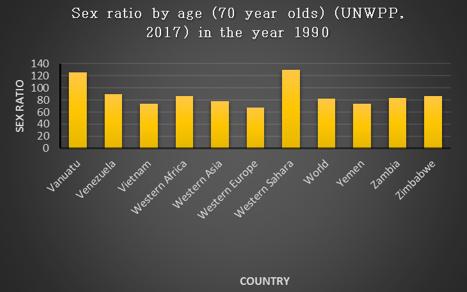 Sex ratio by age (70 year olds) (UNWPP,
2017) in the year 1990
SEX RATIO
140
120
100
80
60
40
20
0
Vanuatu
Venezuela
Vietnam
Western Africa
Western Asia
Western Europe
Western Sahara
World
Yemen
Zambia
Zimbabwe
COUNTRY